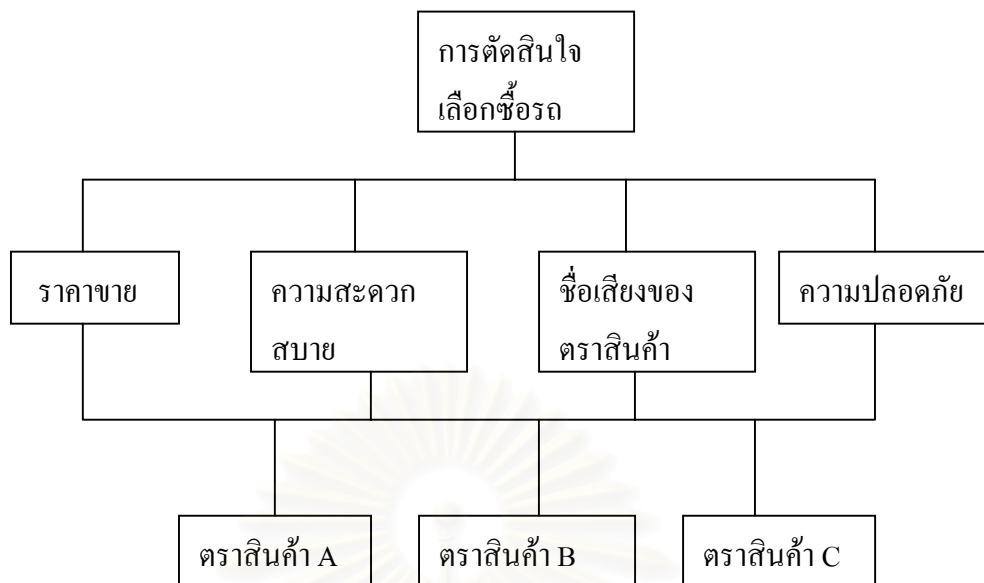 การตัดสินใจ
เลือกซื้อรถ
ราคาขาย
ความสะดวก
สบาย
ชื่อเสียงของ
ตราสินค้า
ความปลอดภัย
ตราสินค้า A
ตราสินค้า B
ตราสินค้า C